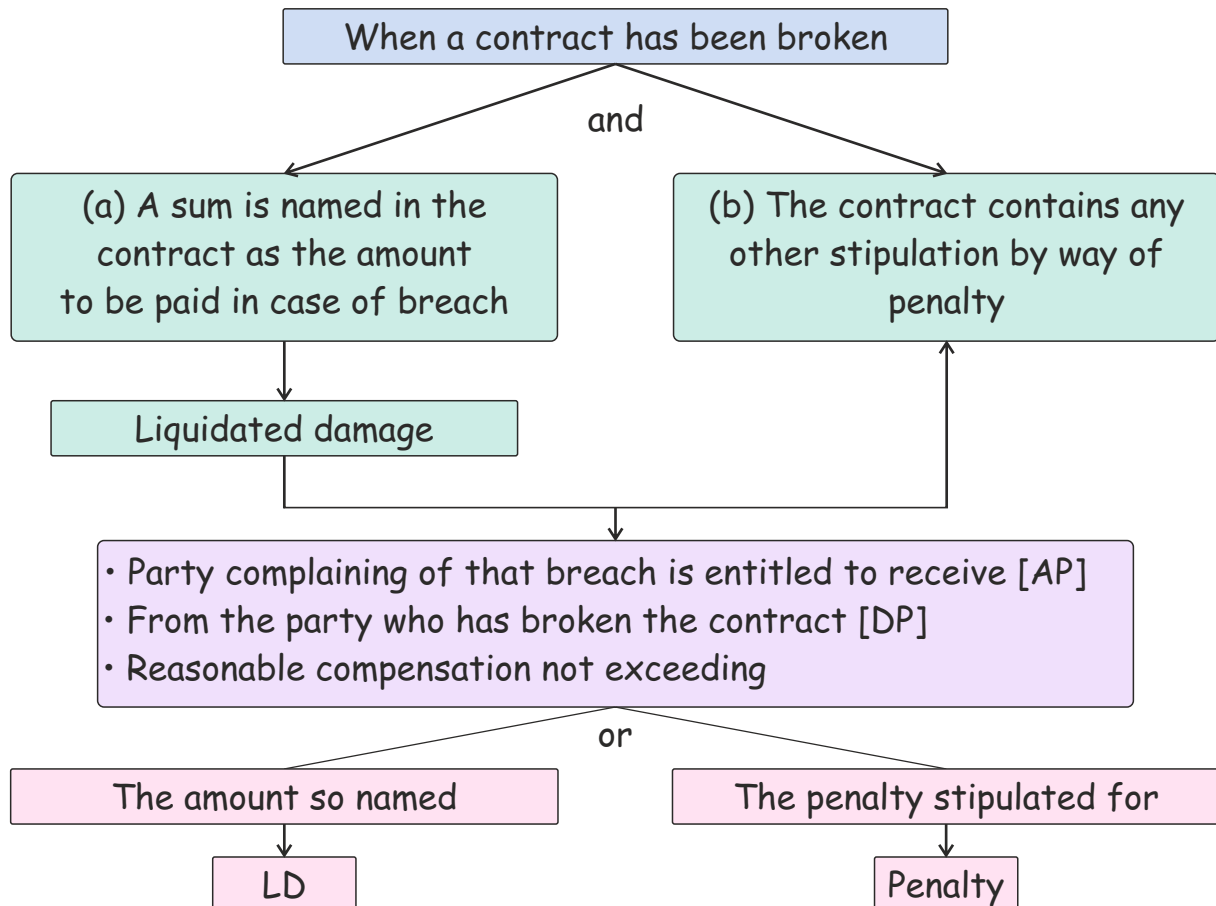 When a contract has been broken
and
(a) A sum is named in the
contract as the amount
to be paid in case of breach
(b) The contract contains any
other stipulation by way of
penalty
Liquidated damage
• Party complaining of that breach is entitled to receive [AP]
• From the party who has broken the contract [DP]
• Reasonable compensation not exceeding
or
The amount so named
The penalty stipulated for
LD
Penalty